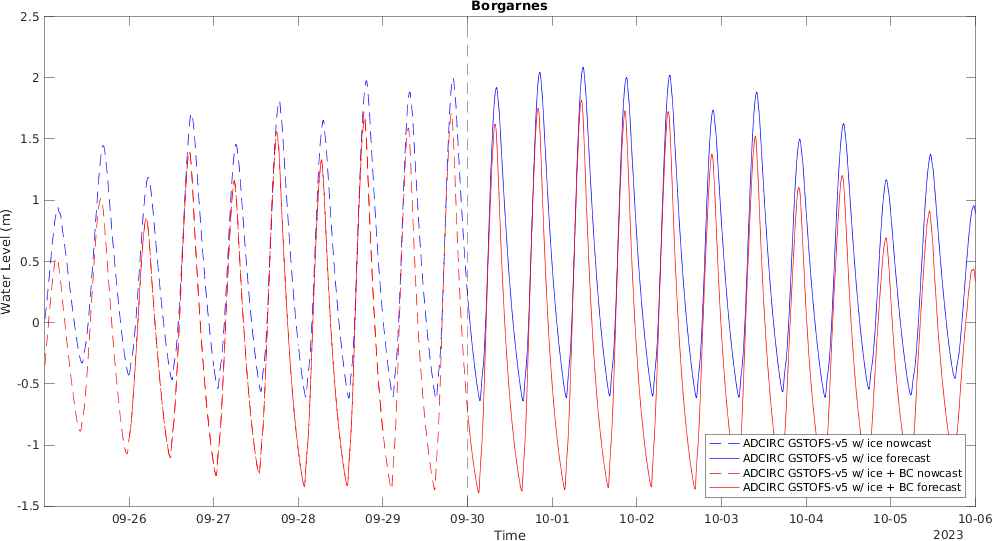 Borgarnes
2.5
2
1.5
1
0.5
0
-0.5
-1
-1.5
Water Level (m)
ADCIRC GSTOFS-v5 w/ ice nowcast
ADCIRC GSTOFS-v5 w/ ice forecast
ADCIRC GSTOFS-v5 w/ ice + BC nowcast
ADCIRC GSTOFS-v5 w/ ice + BC forecast
09-26 09-27 09-28 09-29 09-30 10-01 10-02 10-03 10-04 10-05 10-06
Time
2023